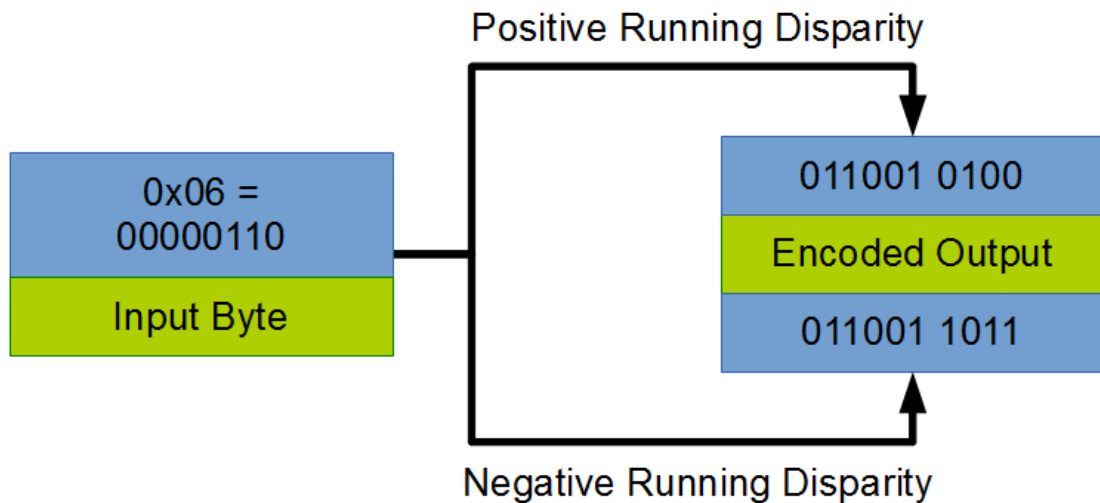 Positive Running Disparity
0x06 =
00000110
Input Byte
011001 0100
Encoded Output
011001 1011
Negative Running Disparity